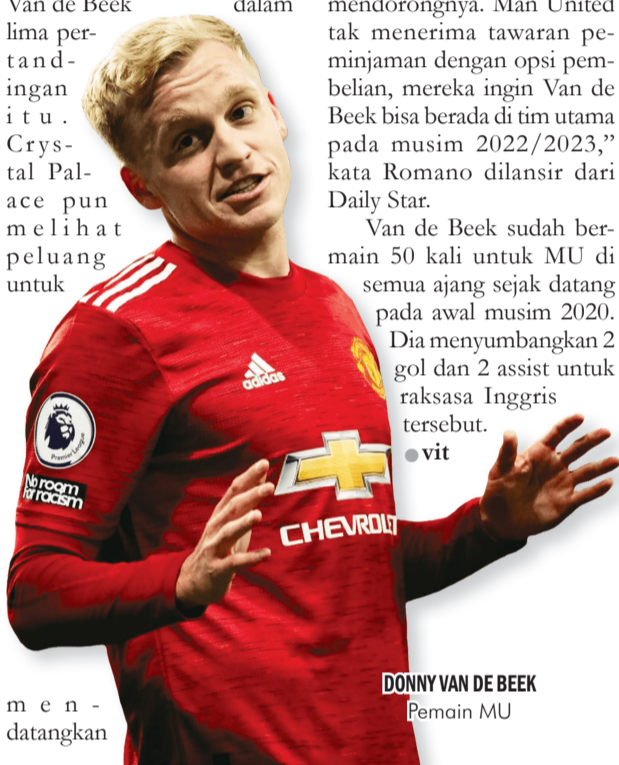 Van de Beek dalam
lima per-
tand-
ingan
itu.
Crys-
tal Pal-
ace pun
melihat
peluang
untuk
men-
datangkan
mendorongnya. Man United
tak menerima tawaran pe-
minjaman dengan opsi pem-
belian, mereka ingin Van de
Beek bisa berada di tim utama
pada musim 2022/2023,”
kata Romano dilansir dari
Daily Star.
Van de Beek sudah ber-
main 50 kali untuk MU di
semua ajang sejak datang
pada awal musim 2020.
Dia menyumbangkan 2
gol dan 2 assist untuk
raksasa Inggris
tersebut.
● vit
adidas
Premier League
No room
For racism
CHEVROLET
DONNY VAN DE BEEK
Pemain MU